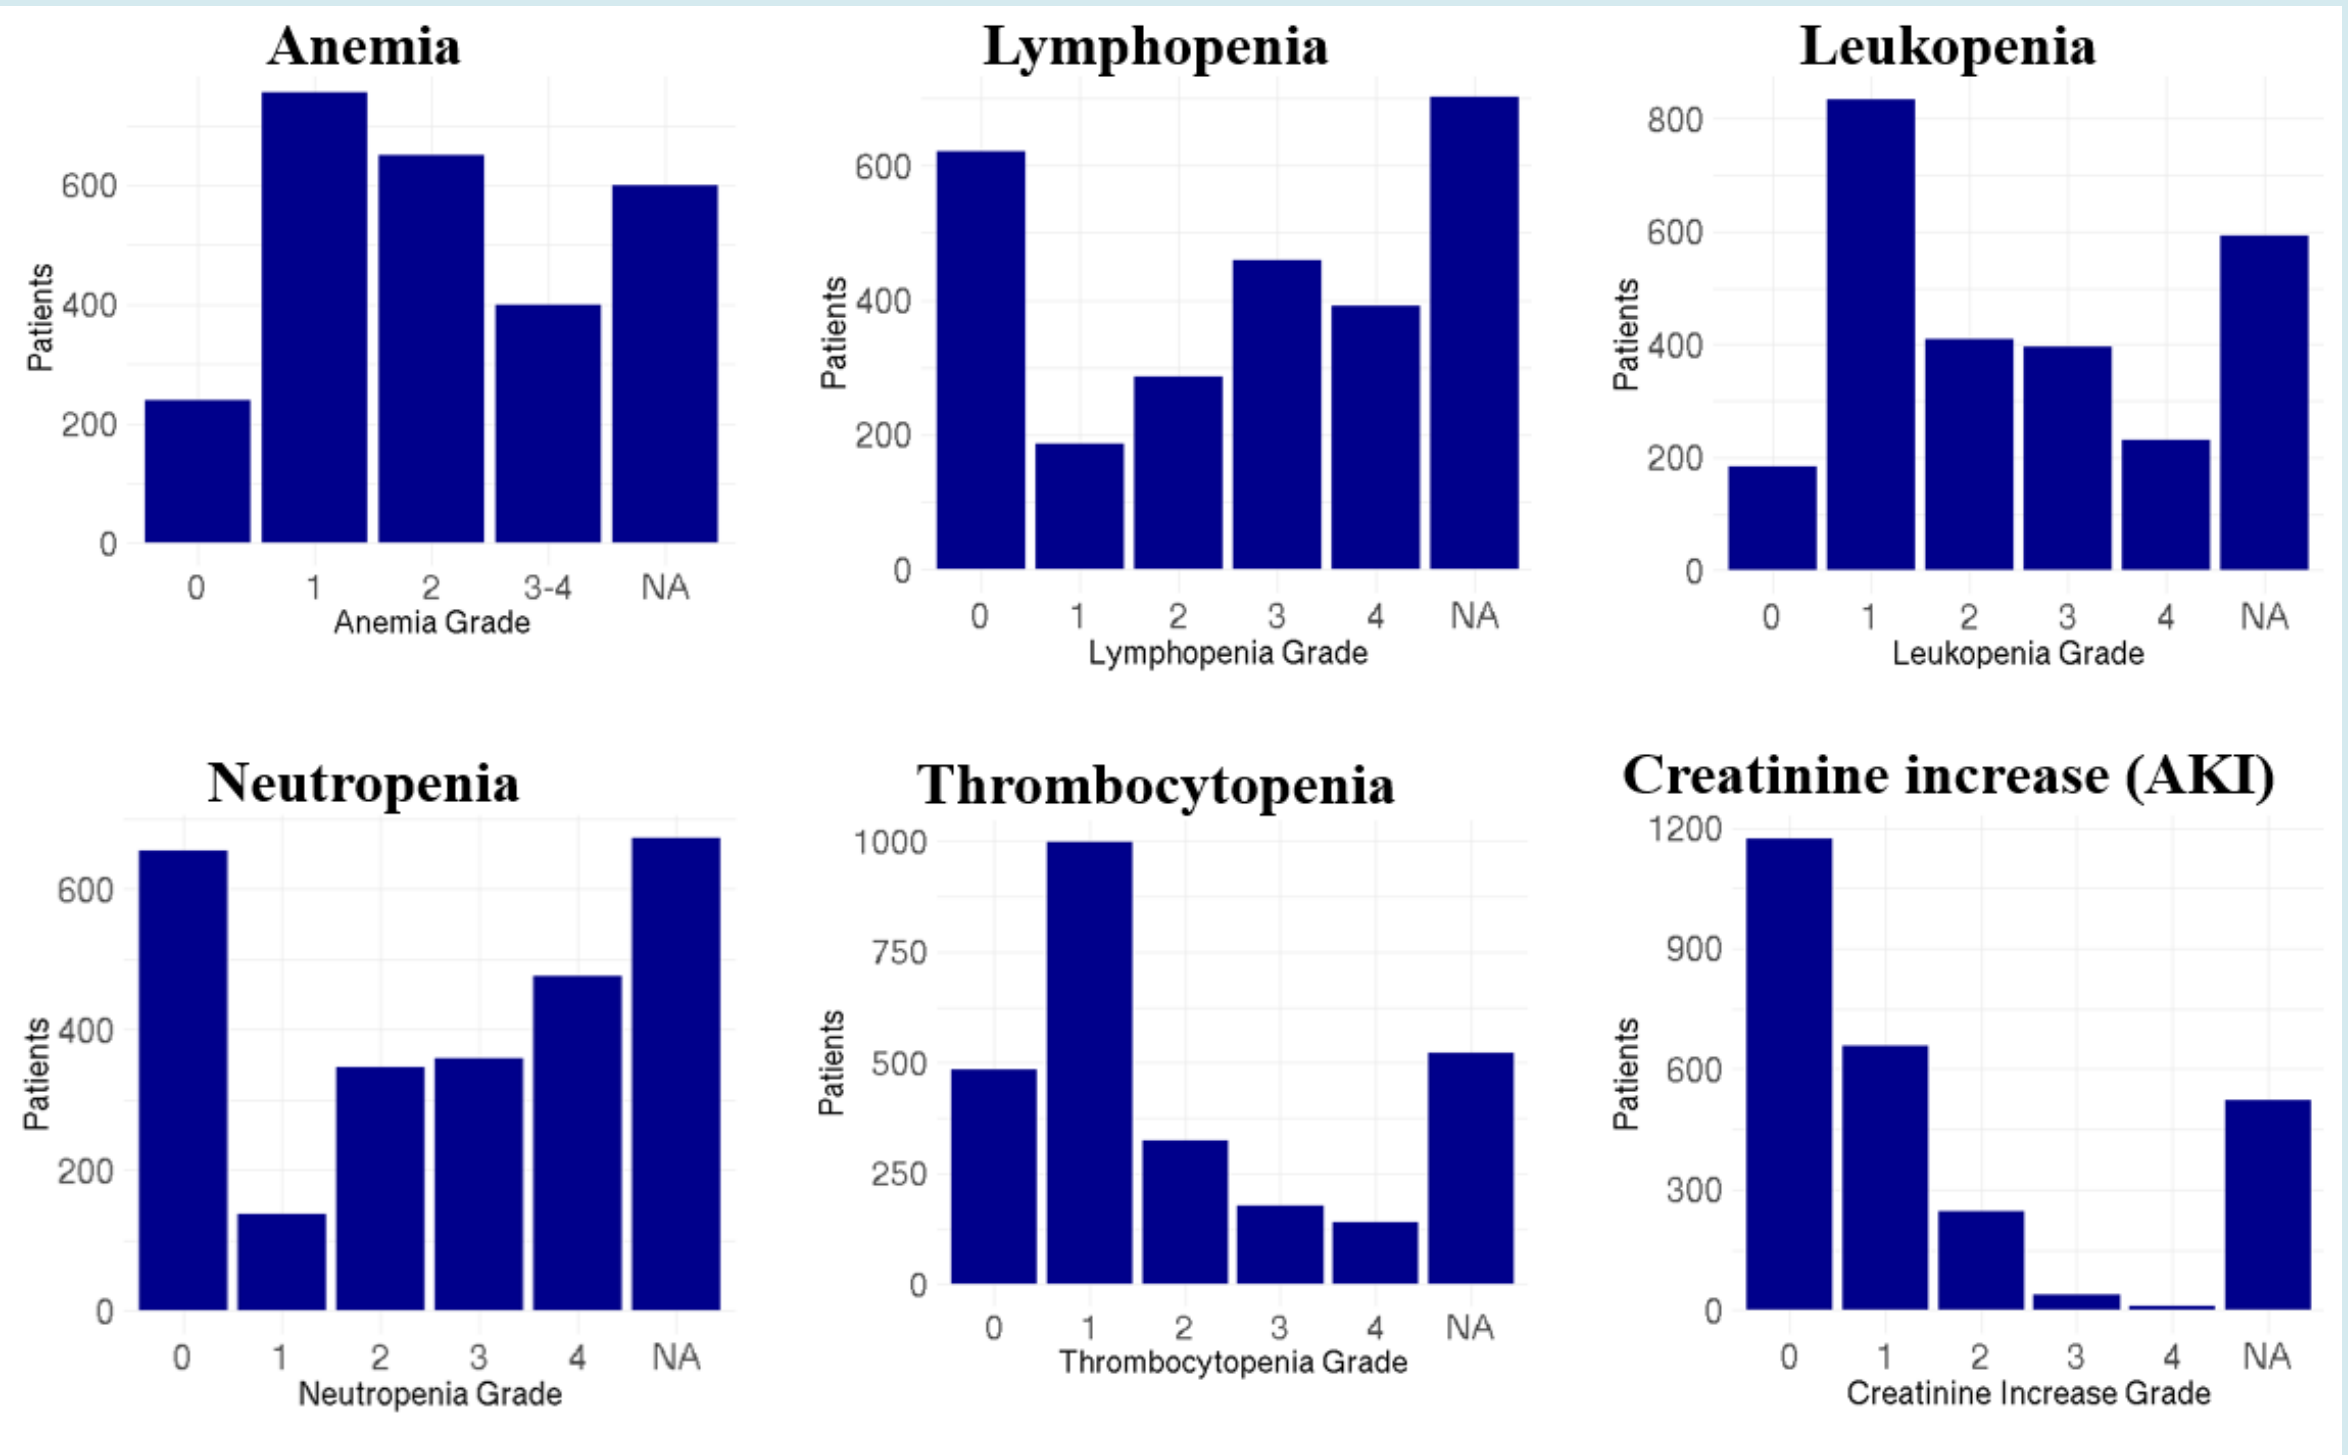 Anemia
Patients
600
400
200
0
0 1 2 3-4 NA
Anemia Grade
Lymphopenia
Patients
600
400
200
0
0 1 2 3 4 NA
Lymphopenia Grade
Leukopenia
Patients
800
600
400
200
0
0 1 2 3 4 NA
Leukopenia Grade
Neutropenia
Patients
600
400
200
0
0 1 2 3 4 NA
Neutropenia Grade
Thrombocytopenia
Patients
1000
750
500
250
0
0 1 2 3 4 NA
Thrombocytopenia Grade
Creatinine increase (AKI)
Patients
1200
900
600
300
0
0 1 2 3 4 NA
Creatinine Increase Grade